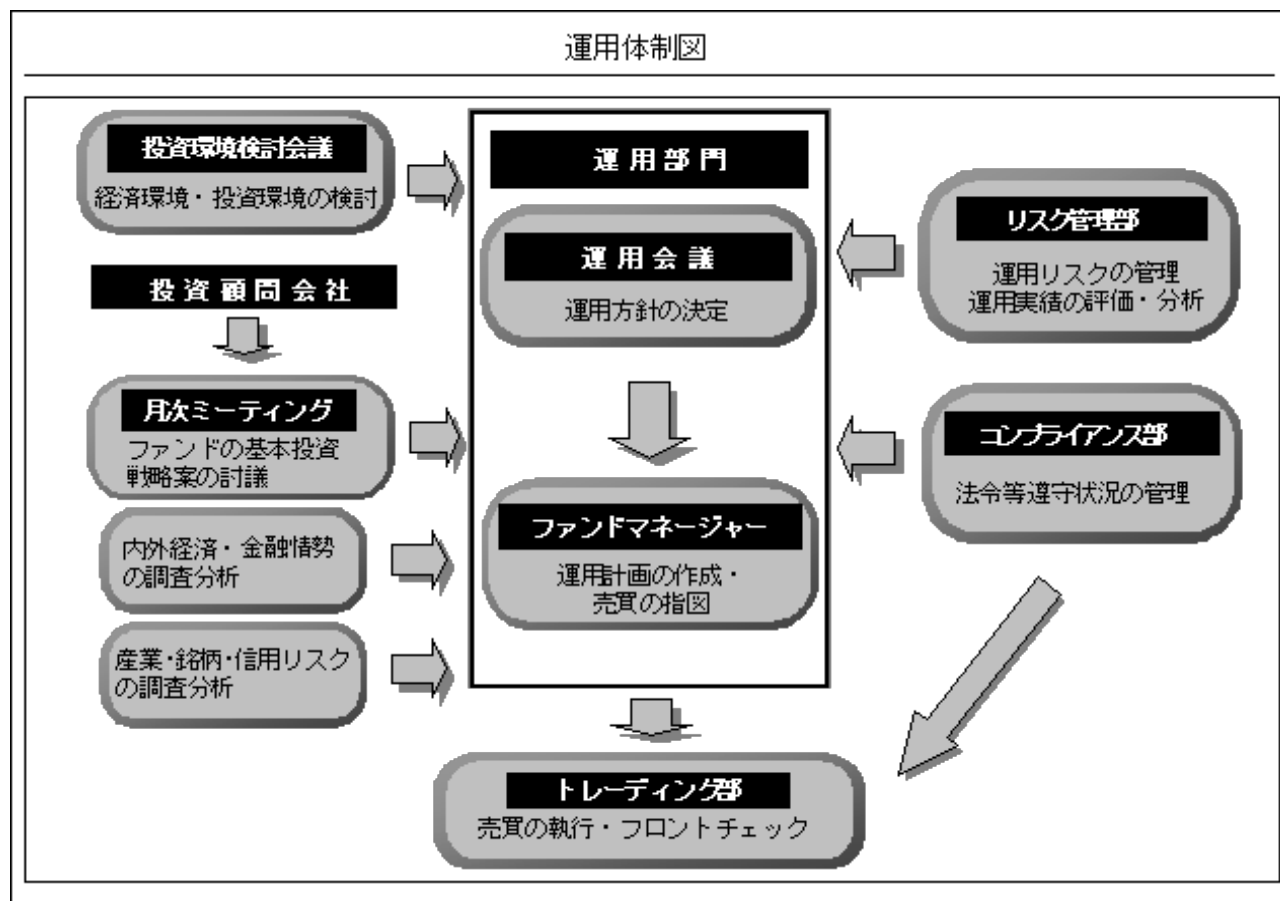 運用体制図
投資環境検討会議
経済環境・投資環境の検討
投資顧問会社
月次ミーティング
ファンドの基本投資
戦略案の討議
内外経済・金融情勢
の調査分析
産業・銘柄・信用リスク
の調査分析
運用部門
運用会議
運用方針の決定
ファンドマネージャー
運用計画の作成・
売買の指図
トレーディング部
売買の執行・フロントチェック
リスク管理部
運用リスクの管理
運用実績の評価・分析
コンプライアンス部
法令等遵守状況の管理